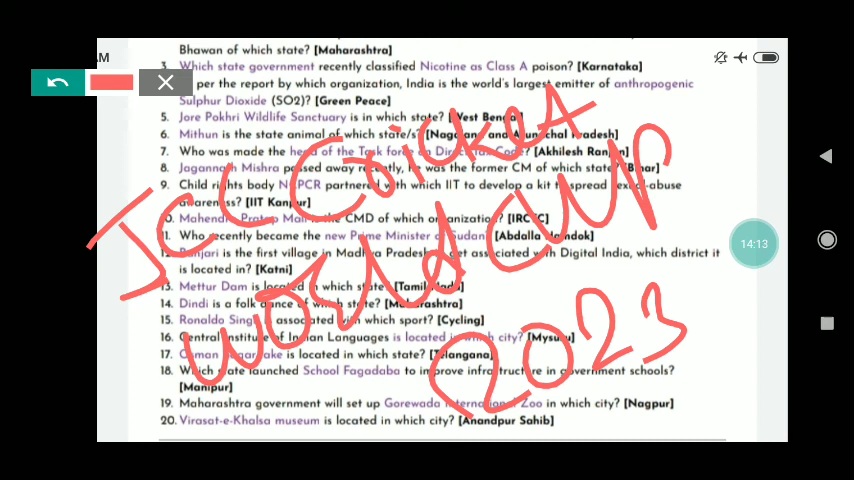 Bhawan of which state? [Maharashtra]
AM
3. Which state government recently classified Nicotine as Class A poison? [Karnataka]
per the report by which organization, India is the world's largest emitter of anthropogenic
Sulphur Dioxide (SO2)? [Green Peace]
5. Jore Pokhri Wildlife Sanctuary is in which state? [West Bengal]
6. Mithun is the state animal of which state/s? [Nagaland and Arunachal Pradesh]
7. Who was made the head of the Task force on Direct Tax Code? [Akhilesh Ranjan]
8. Jagannath Mishra passed away recently, he was the former CM of which state? [Bihar]
9. Child rights body NCPCR partnered with which IIT to develop a kit to spread sexual-abuse
awareness? [IIT Kanpur]
10. Mahendra Pratap Mall is the CMD of which organization? [IRCTC]
11. Who recently became the new Prime Minister of Sudan? [Abdalla Hamdok]
12. Punjari is the first village in Madhya Pradesh to get associated with Digital India, which district it
is located in? [Katni]
13. Mettur Dam is located in which state? [Tamil Nadu]
14. Dindi is a folk dance of which state? [Maharashtra]
15. Ronaldo Singh is associated with which sport? [Cycling]
16. Central Institute of Indian Languages is located in which city? [Mysuru]
17. Osman Sagar Lake is located in which state? [Telangana]
18. Which state launched School Fagadaba to improve infrastructure in government schools?
[Manipur]
19. Maharashtra government will set up Gorewada International Zoo in which city? [Nagpur]
20. Virasat-e-Khalsa museum is located in which city? [Anandpur Sahib]
ICC Cricket
World Cup
(2023
14:13